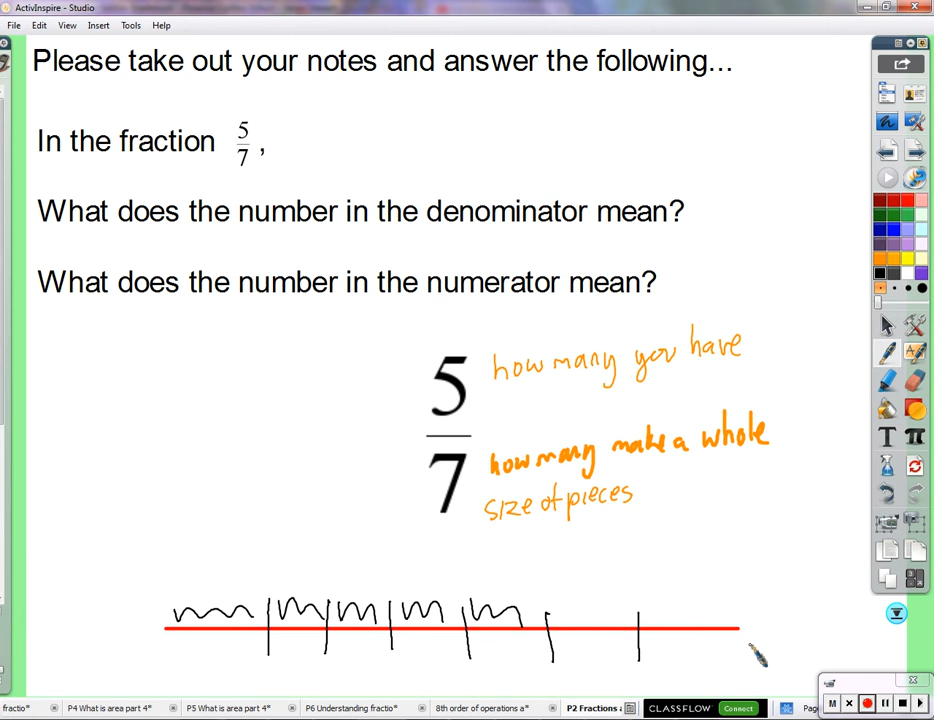 ActivInspire - Studio
File Edit View Insert Tools Help
Please take out your notes and answer the following...
In the fraction 5/7,
What does the number in the denominator mean?
What does the number in the numerator mean?
5 how many you have
7 how many make a whole
size of pieces
fractio* P4 What is area part 4* P5 What is area part 4* P6 Understanding fractio* 8th order of operations a* P2 Fractions CLASSFLOW Connect
M